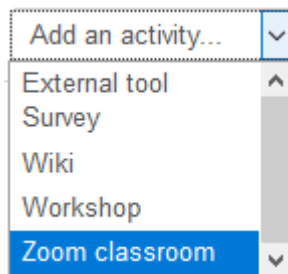 Add an activity...
External tool
Survey
Wiki
Workshop
Zoom classroom